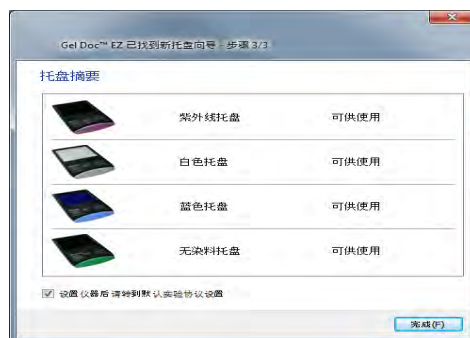 Gel Doc™ EZ 已找到新托盘向导 - 步骤 3/3
托盘摘要
紫外线托盘 可供使用
白色托盘 可供使用
蓝色托盘 可供使用
无染料托盘 可供使用
设置仪器后请转到默认实验协议设置
完成(F)